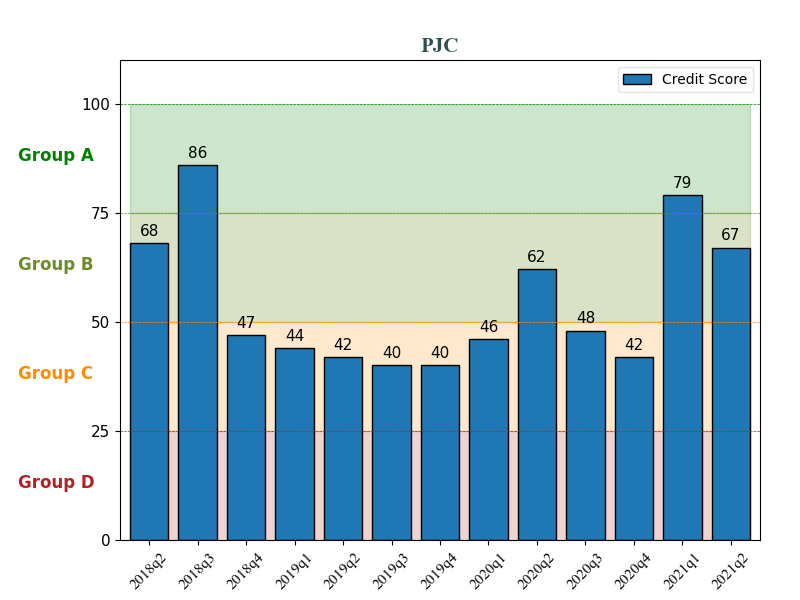 PJC
Credit Score
100
75
50
25
0
Group A
Group B
Group C
Group D
68
86
47
44
42
40
40
46
62
48
42
79
67
2018q2
2018q3
2018q4
2019q1
2019q2
2019q3
2019q4
2020q1
2020q2
2020q3
2020q4
2021q1
2021q2